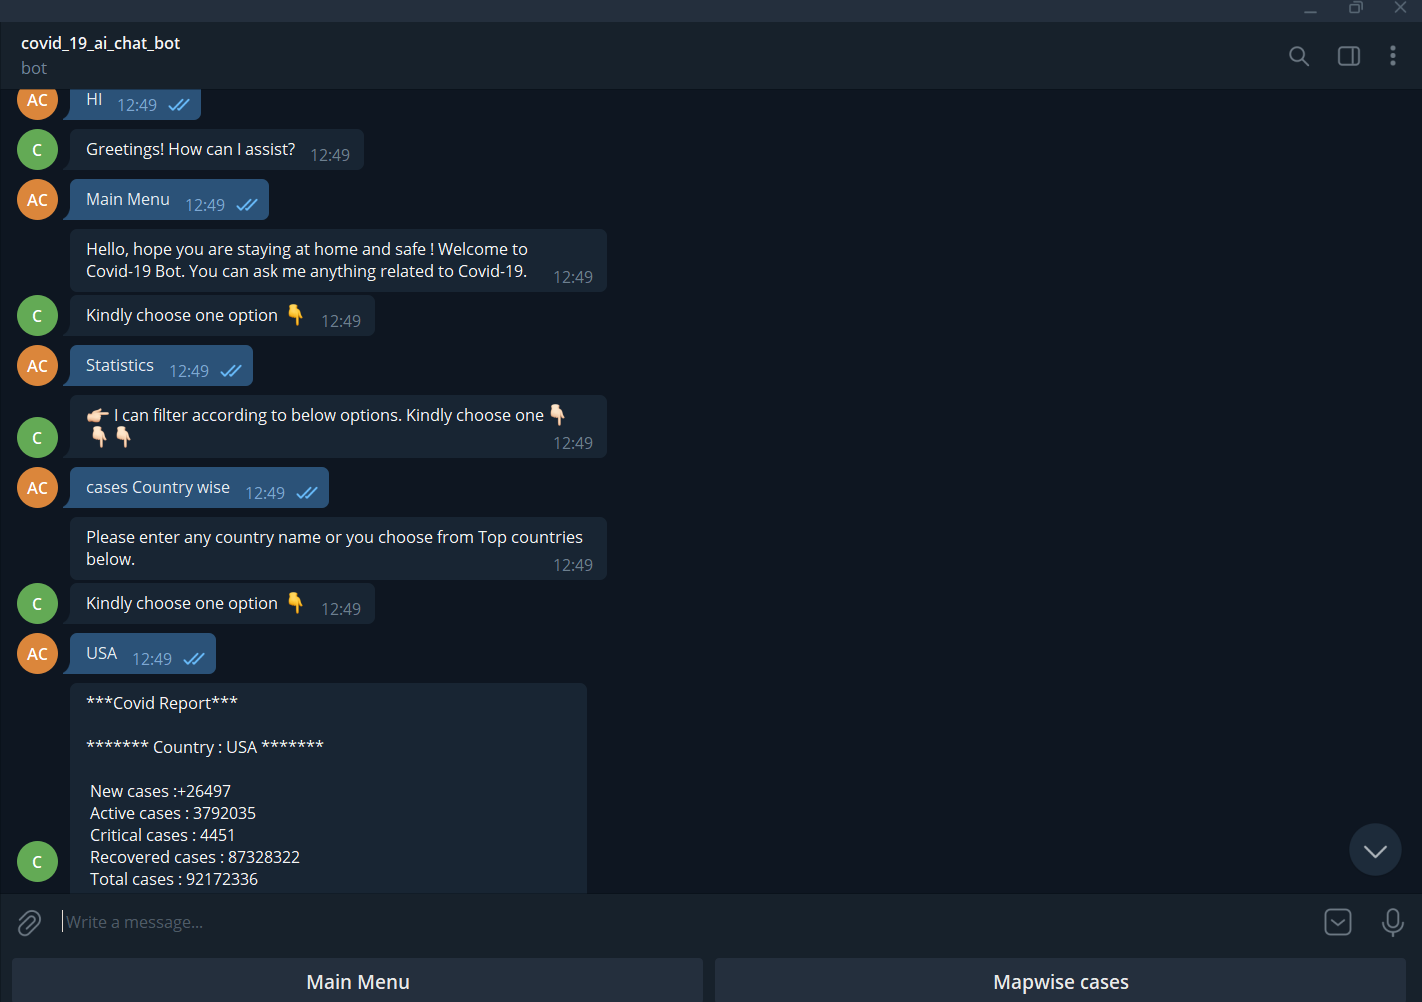 covid_19_ai_chat_bot
bot
AC
HI 12:49
C
Greetings! How can I assist? 12:49
AC
Main Menu 12:49
Hello, hope you are staying at home and safe ! Welcome to
Covid-19 Bot. You can ask me anything related to Covid-19. 12:49
C
Kindly choose one option 👇 12:49
AC
Statistics 12:49
👉🏻 I can filter according to below options. Kindly choose one 👇🏻
👇🏻 👇🏻 12:49
C
AC
cases Country wise 12:49
Please enter any country name or you choose from Top countries
below. 12:49
C
Kindly choose one option 👇 12:49
AC
USA 12:49
***Covid Report***
******* Country : USA *******
New cases :+26497
Active cases : 3792035
Critical cases : 4451
Recovered cases : 87328322
Total cases : 92172336
C
Write a message...
Main Menu
Mapwise cases